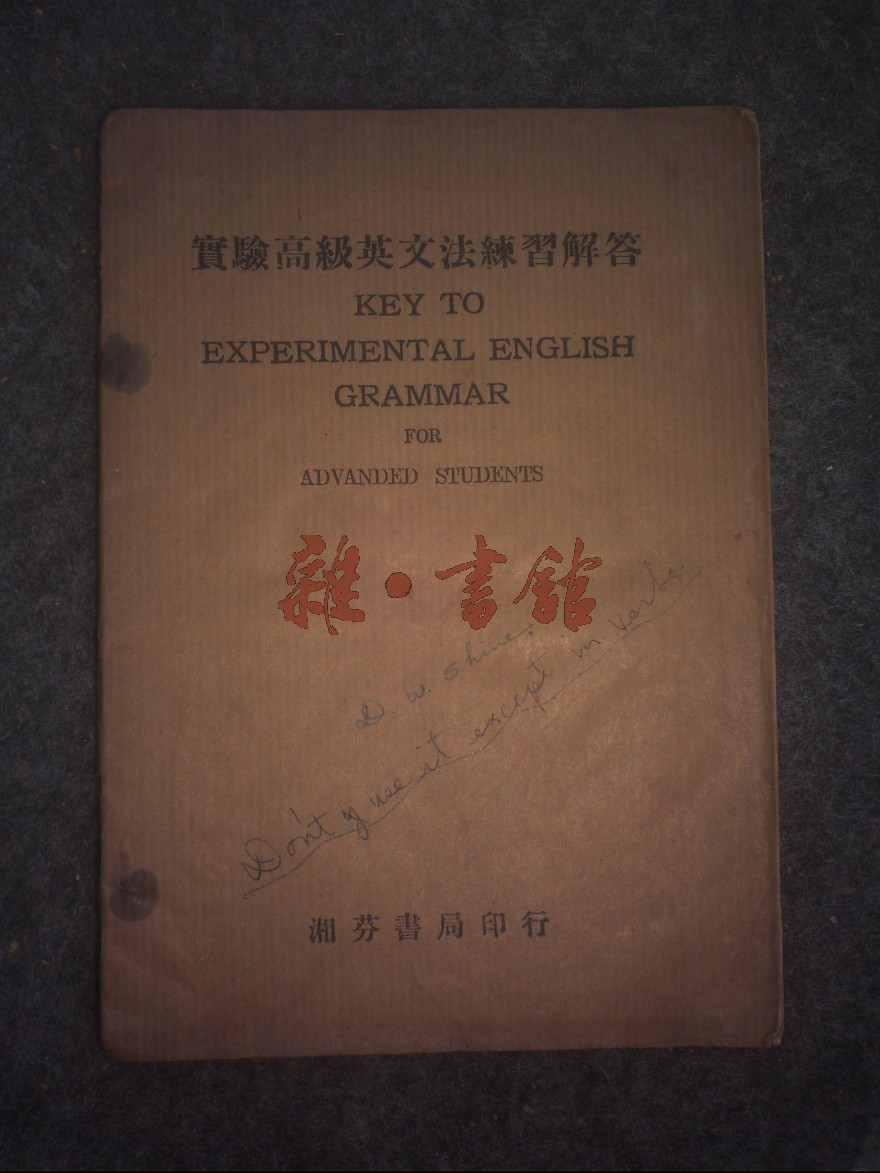 實驗高級英文法練習解答
KEY TO
EXPERIMENTAL ENGLISH
GRAMMAR
FOR
ADVANDED STUDENTS
雜·書館
D. W. Shine:
Don't y use it except in verbs
湘芬書局印行